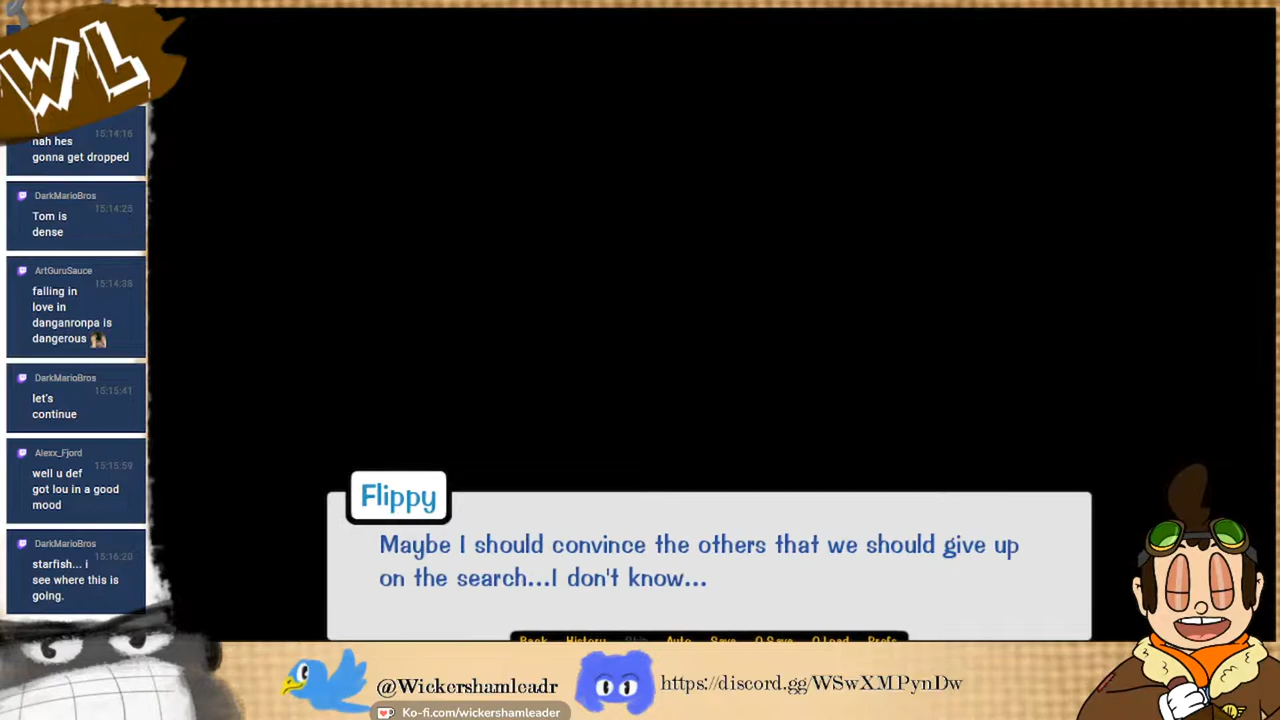 WL
15:14:16
nah hes
gonna get dropped
DarkMarioBros
15:14:25
Tom is
dense
ArtGuruSauce
15:14:38
falling in
love in
danganronpa is
dangerous
DarkMarioBros
15:15:41
let's
continue
Alexx_Fjord
15:15:59
well u def
got lou in a good
mood
DarkMarioBros
15:16:20
starfish... i
see where this is
going.
Flippy
Maybe I should convince the others that we should give up
on the search...I don't know...
Back History Skip Auto Save Q.Save Q.Load Prefs
@Wickershamleadr
https://discord.gg/WSwXMPynDw
Ko-fi.com/wickershamleader